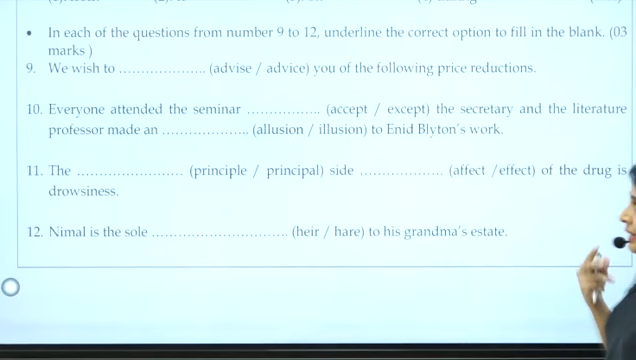 • In each of the questions from number 9 to 12, underline the correct option to fill in the blank. (03
marks )
9. We wish to ………………….. (advise / advice) you of the following price reductions.
10. Everyone attended the seminar …………….. (accept / except) the secretary and the literature
professor made an ………………….. (allusion / illusion) to Enid Blyton's work.
11. The …………………….. (principle / principal) side ………………… (affect /effect) of the drug is
drowsiness.
12. Nimal is the sole …………………………….. (heir / hare) to his grandma's estate.